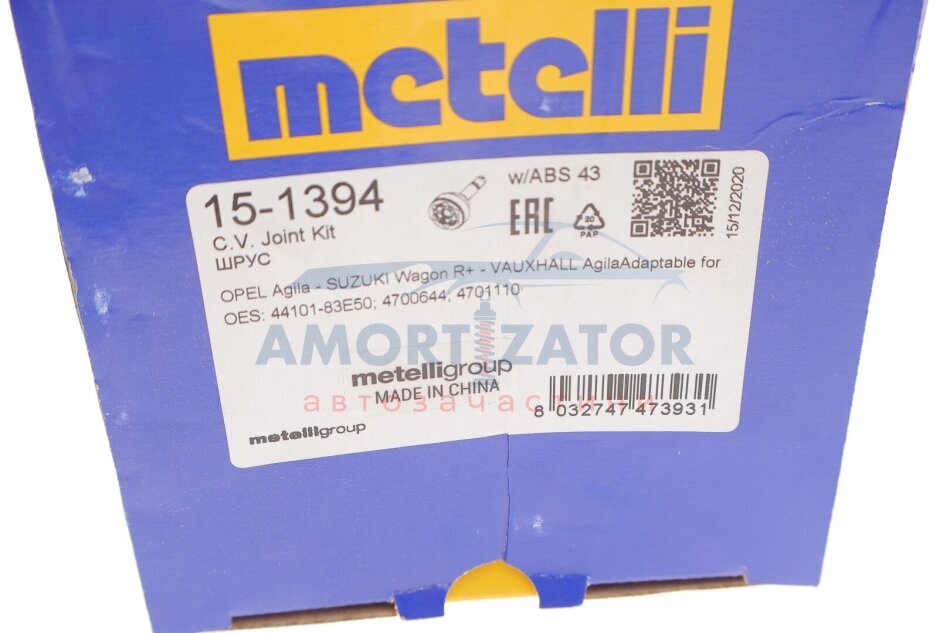 metelli
15-1394
w/ABS 43
C.V. Joint Kit
ШРУС
EAC
20
PAP
15/12/2020
OPEL Agila - SUZUKI Wagon R+ - VAUXHALL AgilaAdaptable for
OES: 44101-83E50; 4700644; 4701110
AMORTIZATOR
автозачастини
metelligroup
MADE IN CHINA
8 032747 473931
metelligroup